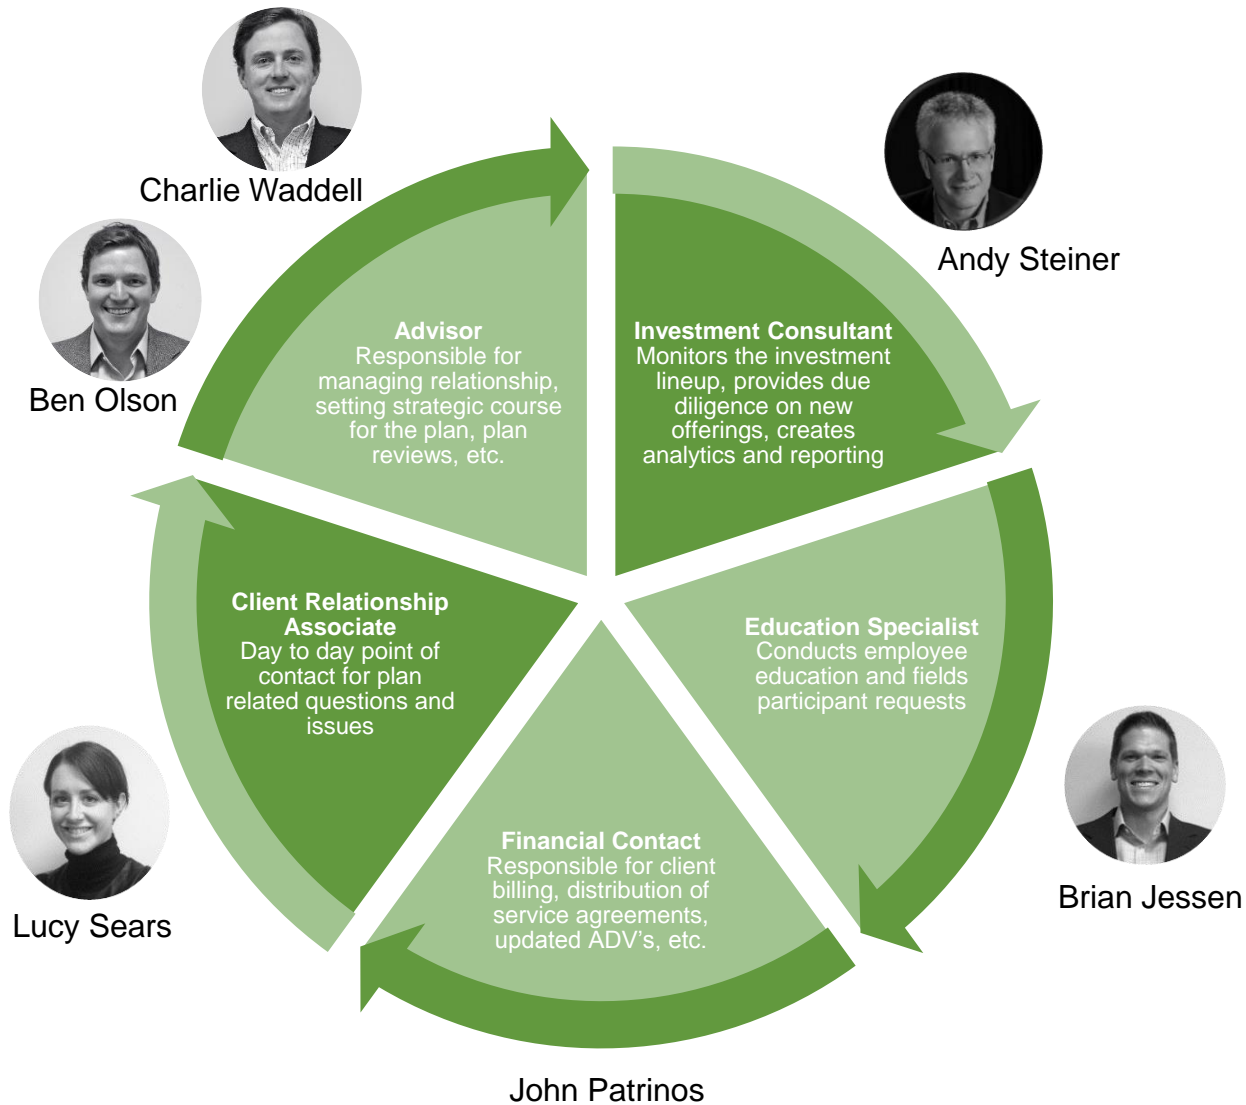 Charlie Waddell
Andy Steiner
Ben Olson
Advisor
Responsible for
managing relationship,
setting strategic course
for the plan, plan
reviews, etc.
Investment Consultant
Monitors the investment
lineup, provides due
diligence on new
offerings, creates
analytics and reporting
Client Relationship
Associate
Day to day point of
contact for plan
related questions and
issues
Education Specialist
Conducts employee
education and fields
participant requests
Financial Contact
Responsible for client
billing, distribution of
service agreements,
updated ADV’s, etc.
Brian Jessen
Lucy Sears
John Patrinos